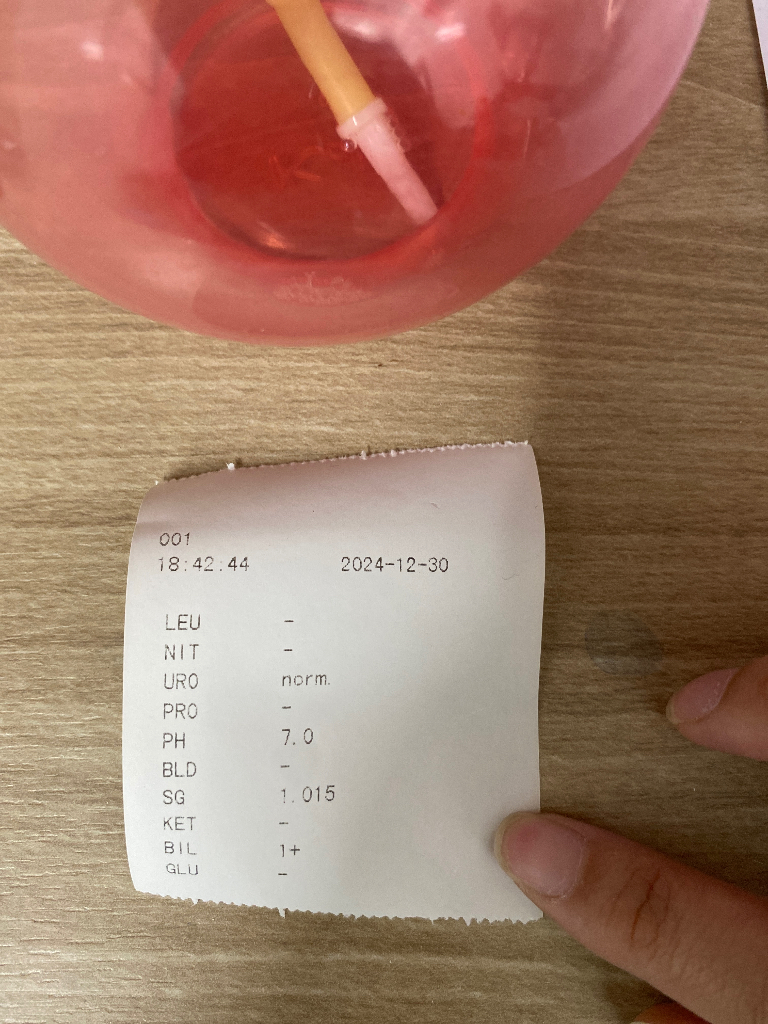 001
18:42:44 2024-12-30
LEU -
NIT -
URO norm.
PRO -
PH 7.0
BLD -
SG 1.015
KET -
BIL 1+
GLU -